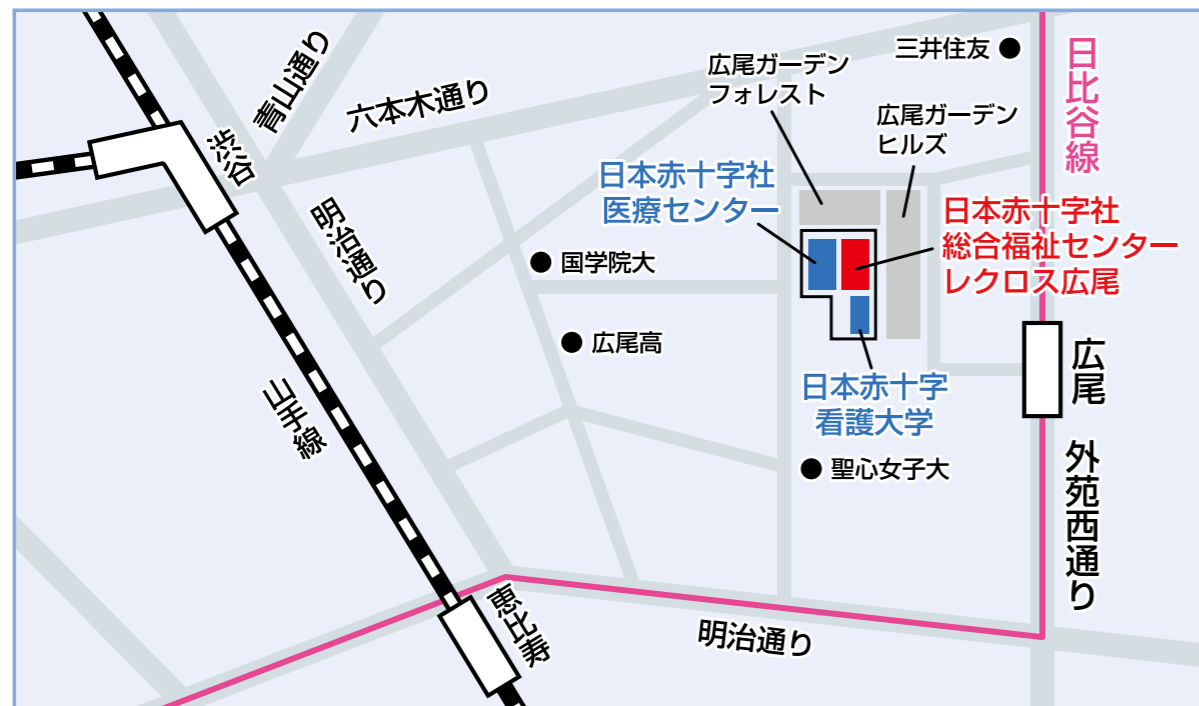 青山通り
六本木通り
渋谷
明治通り
広尾ガーデン
フォレスト
三井住友
日比谷線
広尾ガーデン
ヒルズ
日本赤十字社
医療センター
日本赤十字社
総合福祉センター
レクロス広尾
国学院大
広尾高
山手線
日本赤十字
看護大学
広尾
聖心女子大
外苑西通り
恵比寿
明治通り